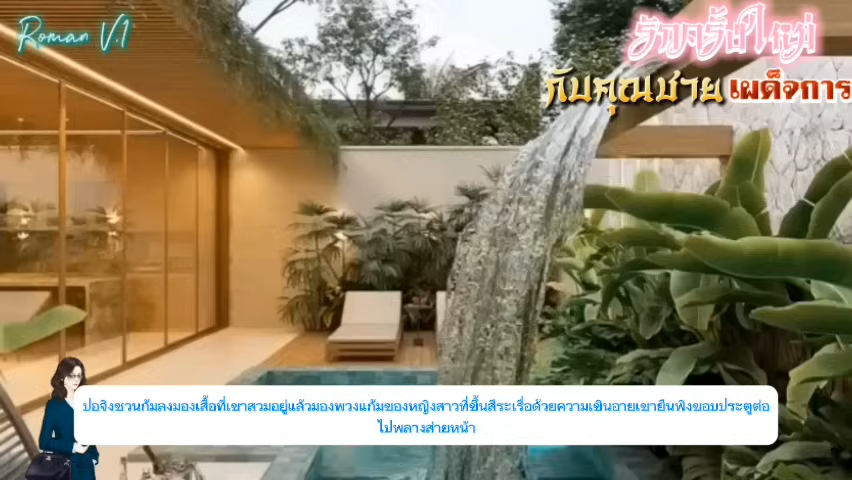 Roman V.1
รัญจรั้งใหญ่
กับคุณชาย เผด็จการ
ปอจิงชวนก้มลงมองเสื้อที่เขาสวมอยู่แล้วมองพวงแก้มของหญิงสาวที่ขึ้นสีระเรื่อด้วยความเขินอายเขายืนพิงขอบประตูต่อ
ไปพลางส่ายหน้า